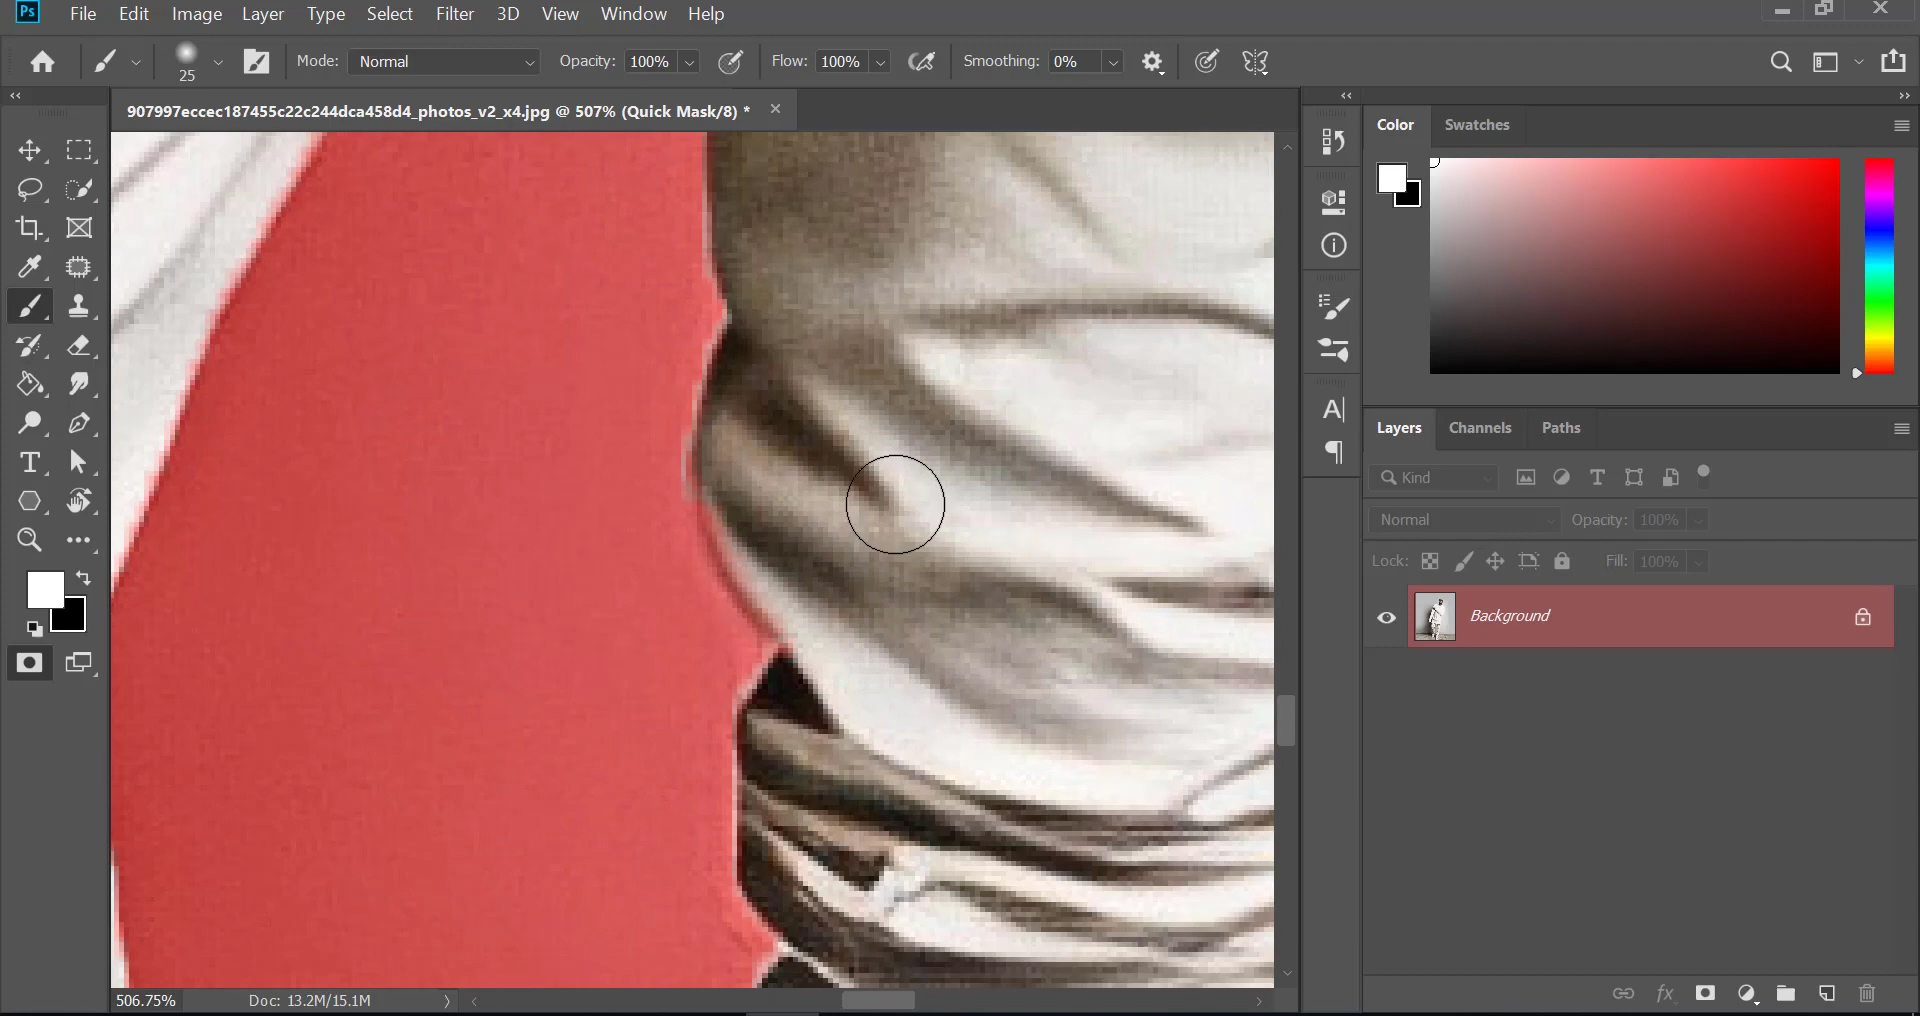 Ps File Edit Image Layer Type Select Filter 3D View Window Help
25 Mode: Normal Opacity: 100% Flow: 100% Smoothing: 0%
907997eccec187455c22c244dca458d4_photos_v2_x4.jpg @ 507% (Quick Mask/8) *
Color Swatches
Layers Channels Paths
Kind
Normal Opacity: 100%
Lock: Fill: 100%
Background
506.75% Doc: 13.2M/15.1M